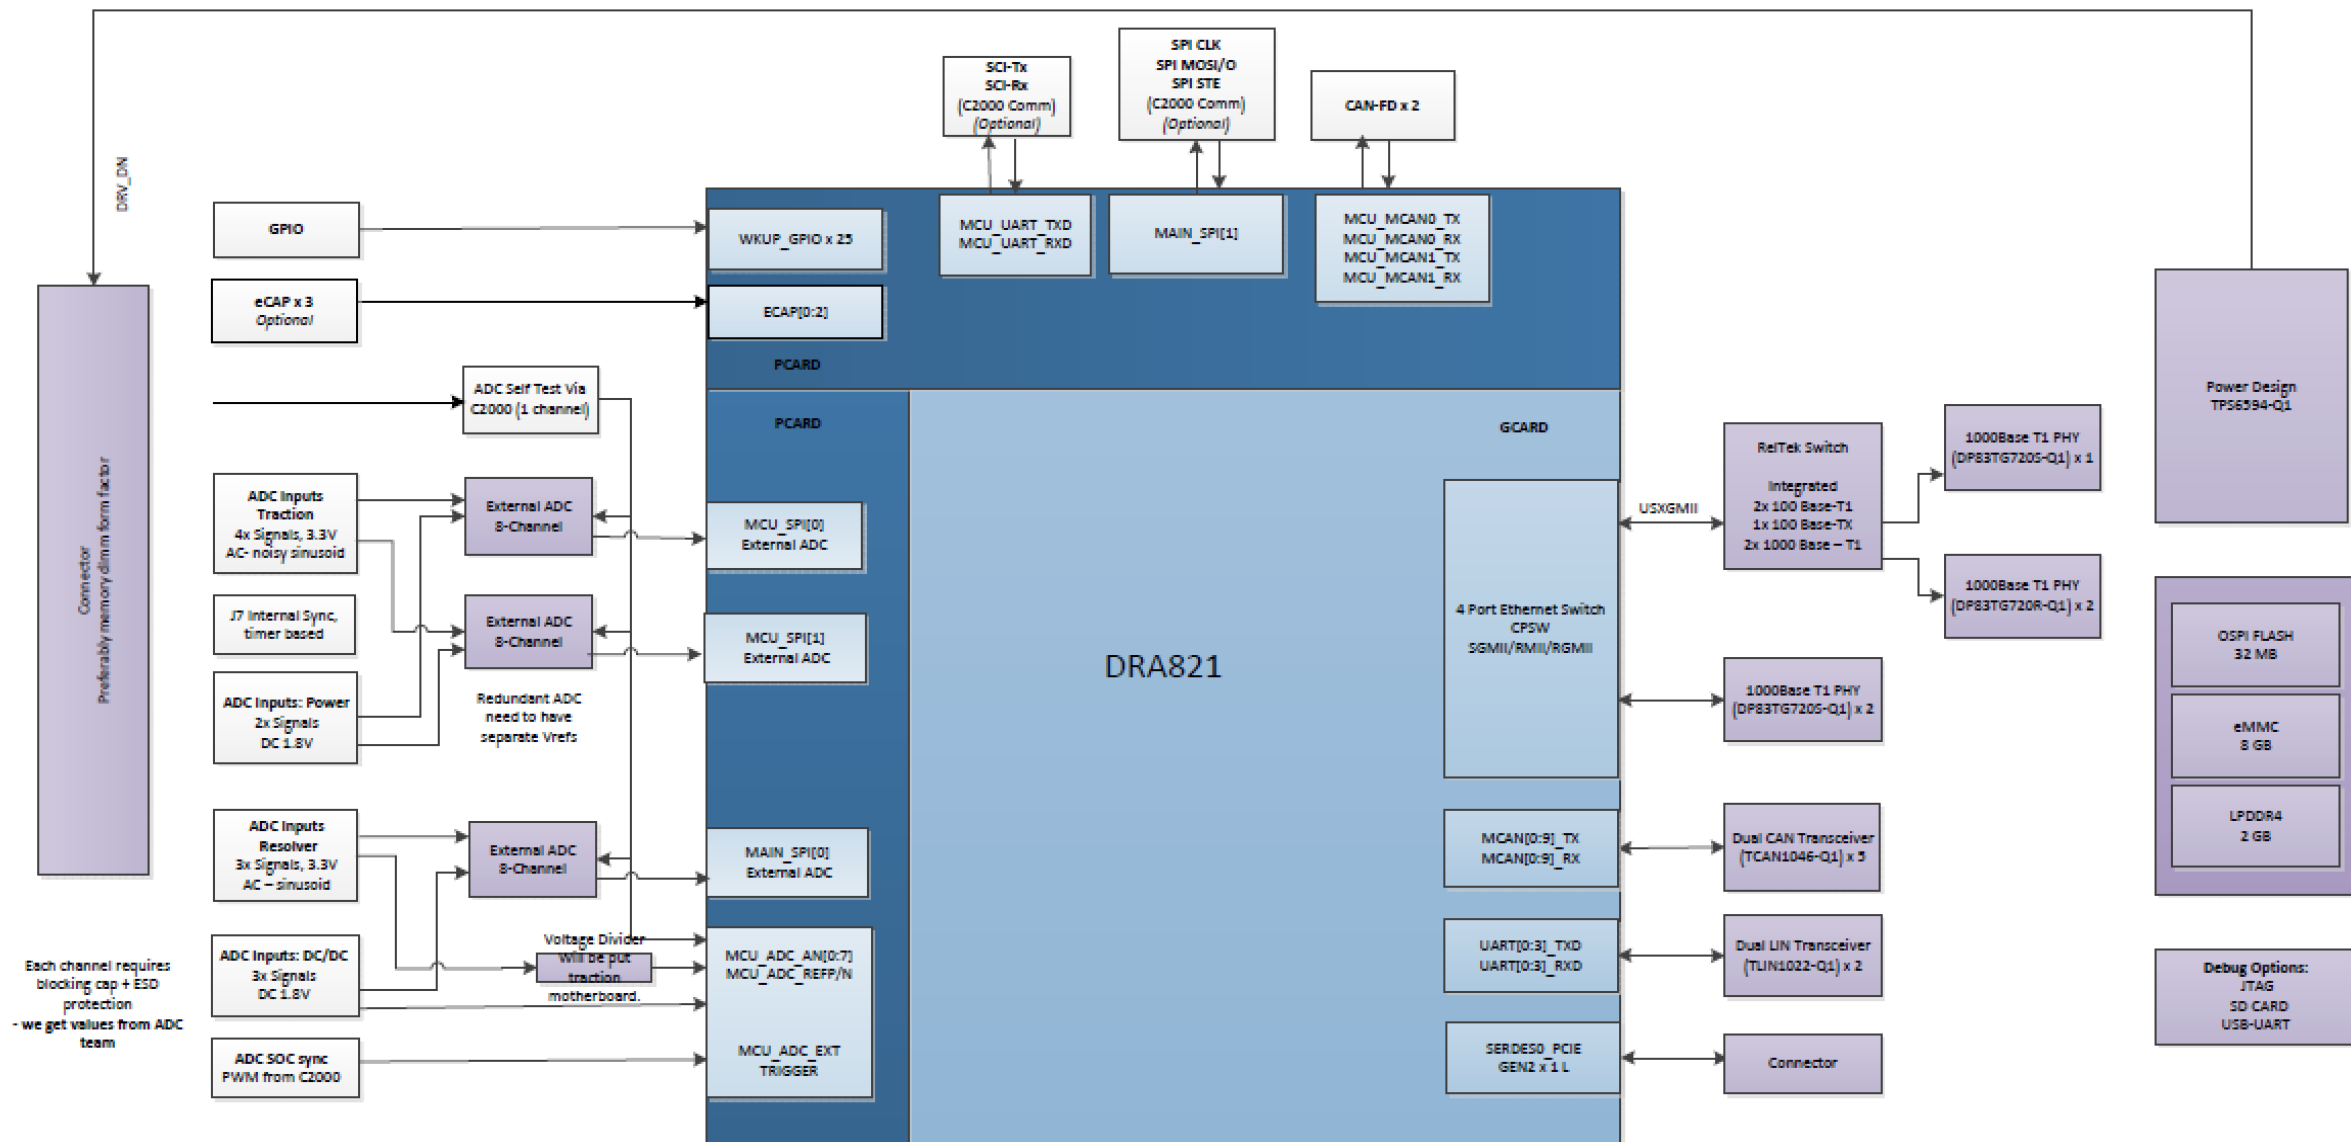 SCI-Tx
SCI-Rx
(C2000 Comm)
(Optional)
SPI CLK
SPI MOSI/O
SPI STE
(C2000 Comm)
(Optional)
CAN-FD x 2
DRV_DN
GPIO
WKUP_GPIO x 25
MCU_UART_TXD
MCU_UART_RXD
MAIN_SPI[1]
MCU_MCAN0_TX
MCU_MCAN0_RX
MCU_MCAN1_TX
MCU_MCAN1_RX
eCAP x 3
Optional
ECAP[0:2]
PCARD
Connector
Preferably memory dimm form factor
ADC Self Test Via
C2000 (1 channel)
PCARD
GCARD
Power Design
TPS6594-Q1
RelTek Switch
Integrated
2x 100 Base-T1
1x 100 Base-TX
2x 1000 Base – T1
1000Base T1 PHY
(DP83TG720S-Q1) x 1
USXGMII
ADC Inputs
Traction
4x Signals, 3.3V
AC- noisy sinusoid
External ADC
8-Channel
MCU_SPI[0]
External ADC
1000Base T1 PHY
(DP83TG720R-Q1) x 2
J7 Internal Sync,
timer based
External ADC
8-Channel
MCU_SPI[1]
External ADC
4 Port Ethernet Switch
CPSW
SGMII/RMII/RGMII
DRA821
OSPI FLASH
32 MB
ADC Inputs: Power
2x Signals
DC 1.8V
Redundant ADC
need to have
separate Vrefs
1000Base T1 PHY
(DP83TG720S-Q1) x 2
eMMC
8 GB
LPDDR4
2 GB
ADC Inputs
Resolver
3x Signals, 3.3V
AC – sinusoid
External ADC
8-Channel
MAIN_SPI[0]
External ADC
MCAN[0:9]_TX
MCAN[0:9]_RX
Dual CAN Transceiver
(TCAN1046-Q1) x 5
Each channel requires
blocking cap + ESD
protection
- we get values from ADC
team
ADC Inputs: DC/DC
3x Signals
DC 1.8V
Voltage Divider
Will be put
traction
motherboard.
MCU_ADC_AN[0:7]
MCU_ADC_REFP/N
UART[0:3]_TXD
UART[0:3]_RXD
Dual LIN Transceiver
(TLIN1022-Q1) x 2
Debug Options:
JTAG
SD CARD
USB-UART
ADC SOC sync
PWM from C2000
MCU_ADC_EXT
TRIGGER
SERDES0_PCIE
GEN2 x 1 L
Connector